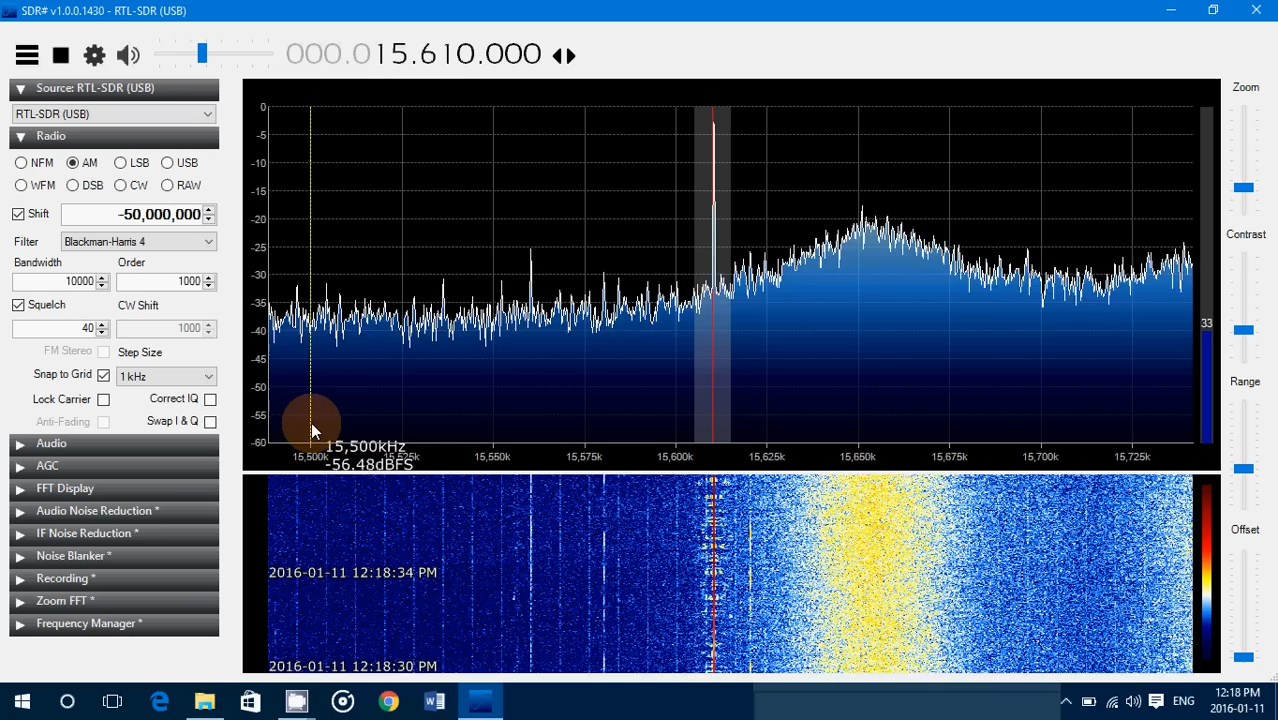 SDR# v1.0.0.1430 - RTL-SDR (USB)
000.015.610.000
Source: RTL-SDR (USB)
RTL-SDR (USB)
Radio
NFM AM LSB USB
WFM DSB CW RAW
Shift -50,000,000
Filter Blackman-Harris 4
Bandwidth Order
10000 1000
Squelch CW Shift
40 1000
FM Stereo Step Size
Snap to Grid 1 kHz
Lock Carrier Correct IQ
Anti-Fading Swap I & Q
Audio
AGC
FFT Display
Audio Noise Reduction *
IF Noise Reduction *
Noise Blanker *
Recording *
Zoom FFT *
Frequency Manager *
0
-5
-10
-15
-20
-25
-30
-35
-40
-45
-50
-55
-60
15,500kHz
-56.48dBFS
15,500k 15,525k 15,550k 15,575k 15,600k 15,625k 15,650k 15,675k 15,700k 15,725k
33
2016-01-11 12:18:34 PM
2016-01-11 12:18:30 PM
Zoom
Contrast
Range
Offset
ENG
12:18 PM
2016-01-11